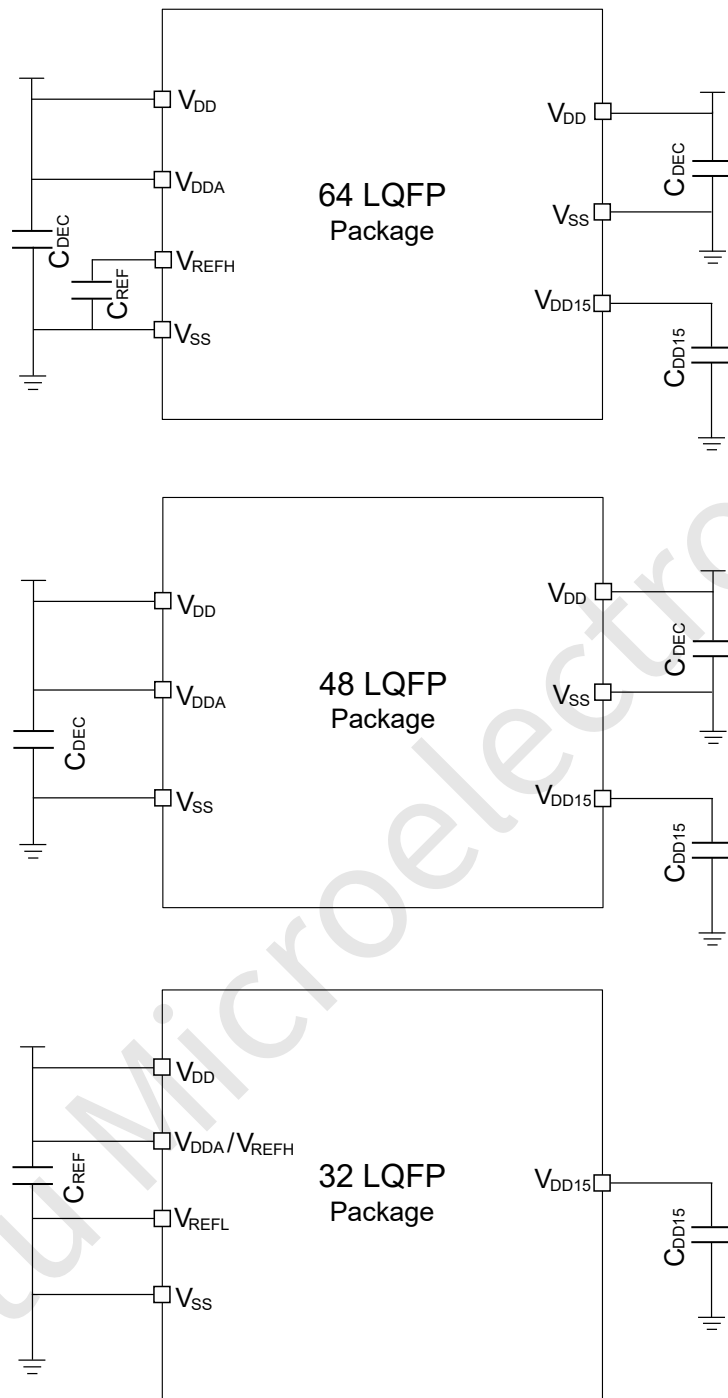 VDD
VDDA
CDEC
VREFH
CREF
VSS
64 LQFP
Package
VDD
CDEC
VSS
VDD15
CDD15
VDD
VDDA
CDEC
VSS
48 LQFP
Package
VDD
CDEC
VSS
VDD15
CDD15
VDD
VDDA/VREFH
CREF
VREFL
VSS
32 LQFP
Package
VDD15
CDD15
Microelectro